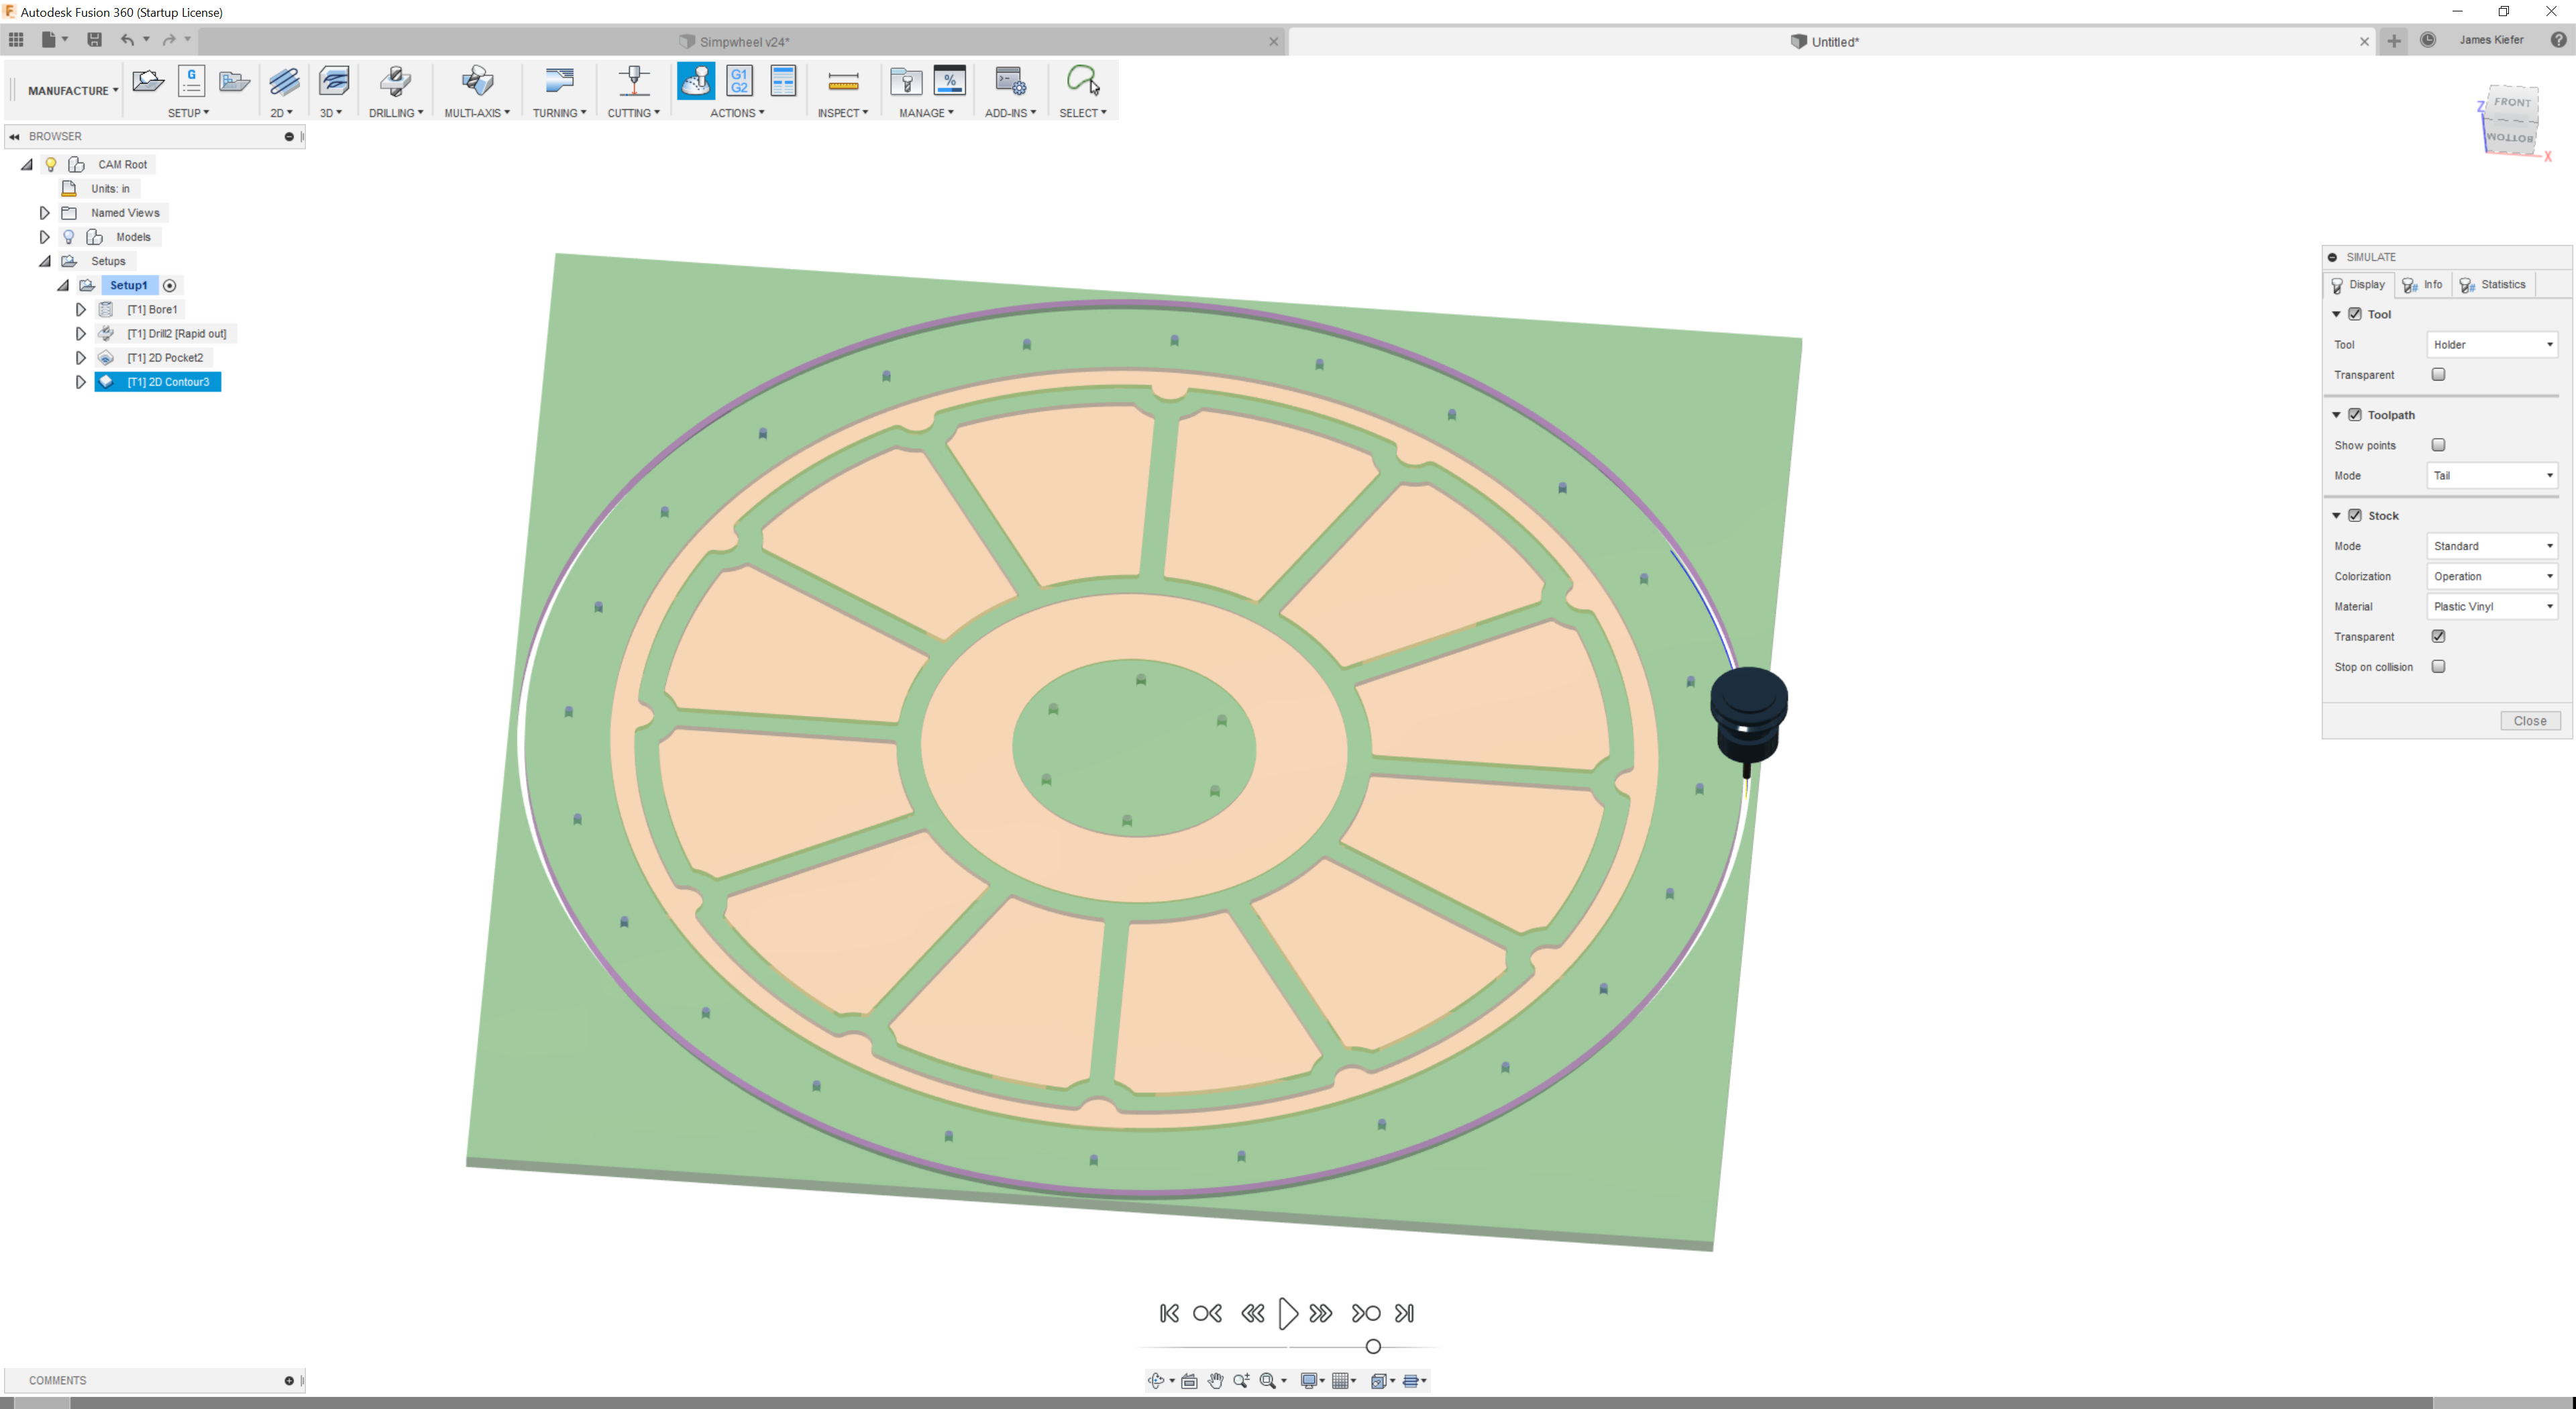 Autodesk Fusion 360 (Startup License)
Simpwheel v24*
Untitled*
James Kiefer
MANUFACTURE
G
G1
G2
%
SETUP
2D
3D
DRILLING
MULTI-AXIS
TURNING
CUTTING
ACTIONS
INSPECT
MANAGE
ADD-INS
SELECT
FRONT
BOTTOM
Z
X
BROWSER
CAM Root
Units: in
Named Views
Models
Setups
Setup1
[T1] Bore1
[T1] Drill2 [Rapid out]
[T1] 2D Pocket2
[T1] 2D Contour3
SIMULATE
Display Info Statistics
Tool
Tool Holder
Transparent
Toolpath
Show points
Mode Tail
Stock
Mode Standard
Colorization Operation
Material Plastic Vinyl
Transparent
Stop on collision
Close
COMMENTS